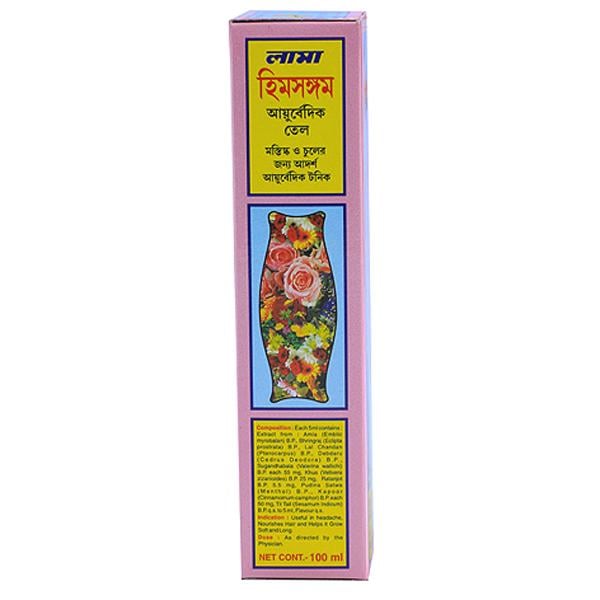 লামা
হিমসঙ্গম
আয়ুর্বেদিক
তেল
মস্তিষ্ক ও চুলের
জন্য আদর্শ
আয়ুর্বেদিক টনিক
Composition : Each 5ml contains :
Extract from : Amla (Emblic
myrobalan) B.P., Bhringraj (Eclipta
prostrata) B.P., Lal. Chandan
(Pterocarpus) B.P., Debdaru
(Cedrus Deodora) B.P.,
Sugandhabala (Valerina wallichi)
B.P. each 55 mg, Khus (Vetivera
zizanioides) B.P. 25 mg, Ratanjot
B.P. 5.5 mg, Pudina Satwa
(Menthol) B.P., Kapoor
(Cinnamomum camphor) B.P. each
50 mg, Til Tail (Sesamum Indicum)
B.P. q.s. to 5 ml, Flavour q.s.
Indication : Useful in headache,
Nourishes Hair and Helps it Grow
Soft and Long.
Dose : As directed by the
Physician.
NET CONT.- 100 ml